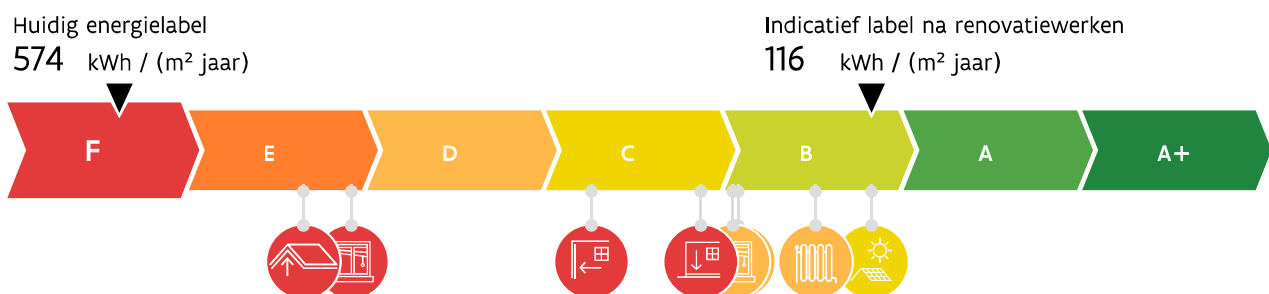 Huidig energielabel
574 kWh / (m² jaar)
Indicatief label na renovatiewerken
116 kWh / (m² jaar)
F E D C B A A+